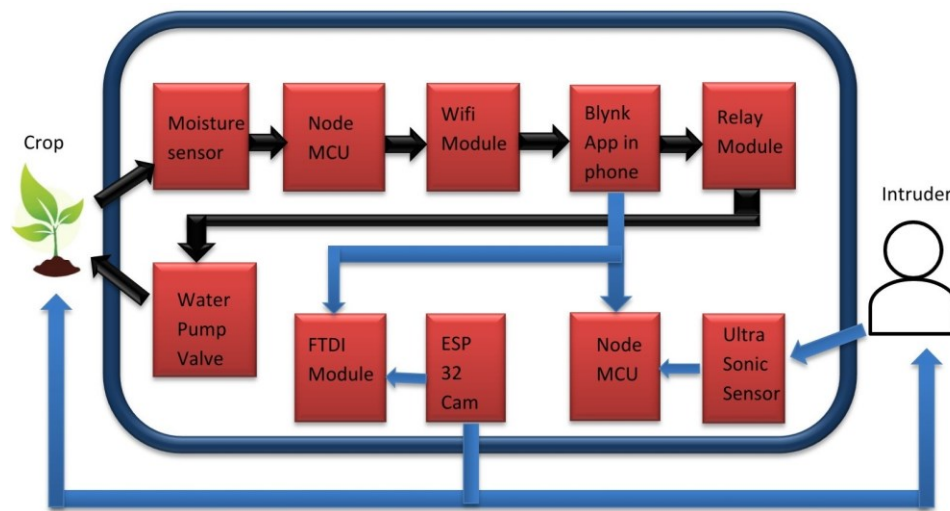 Crop
Moisture
sensor
Node
MCU
Wifi
Module
Blynk
App in
phone
Relay
Module
Intruder
Water
Pump
Valve
FTDI
Module
ESP
32
Cam
Node
MCU
Ultra
Sonic
Sensor